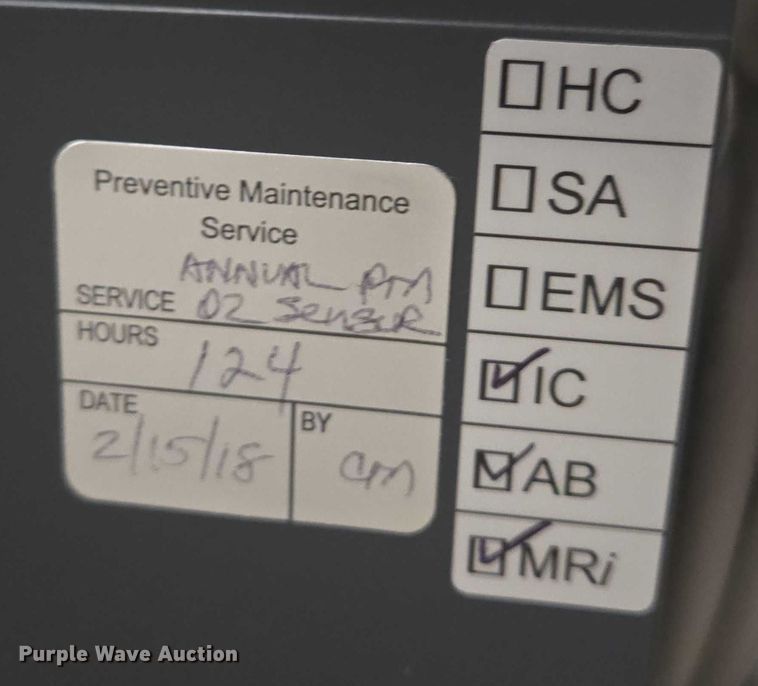 Preventive Maintenance
Service
ANNUAL PM
SERVICE O2 Sensor
HOURS 124
DATE BY
2/15/18 cm
HC
SA
EMS
IC
AB
MRi
Purple Wave Auction